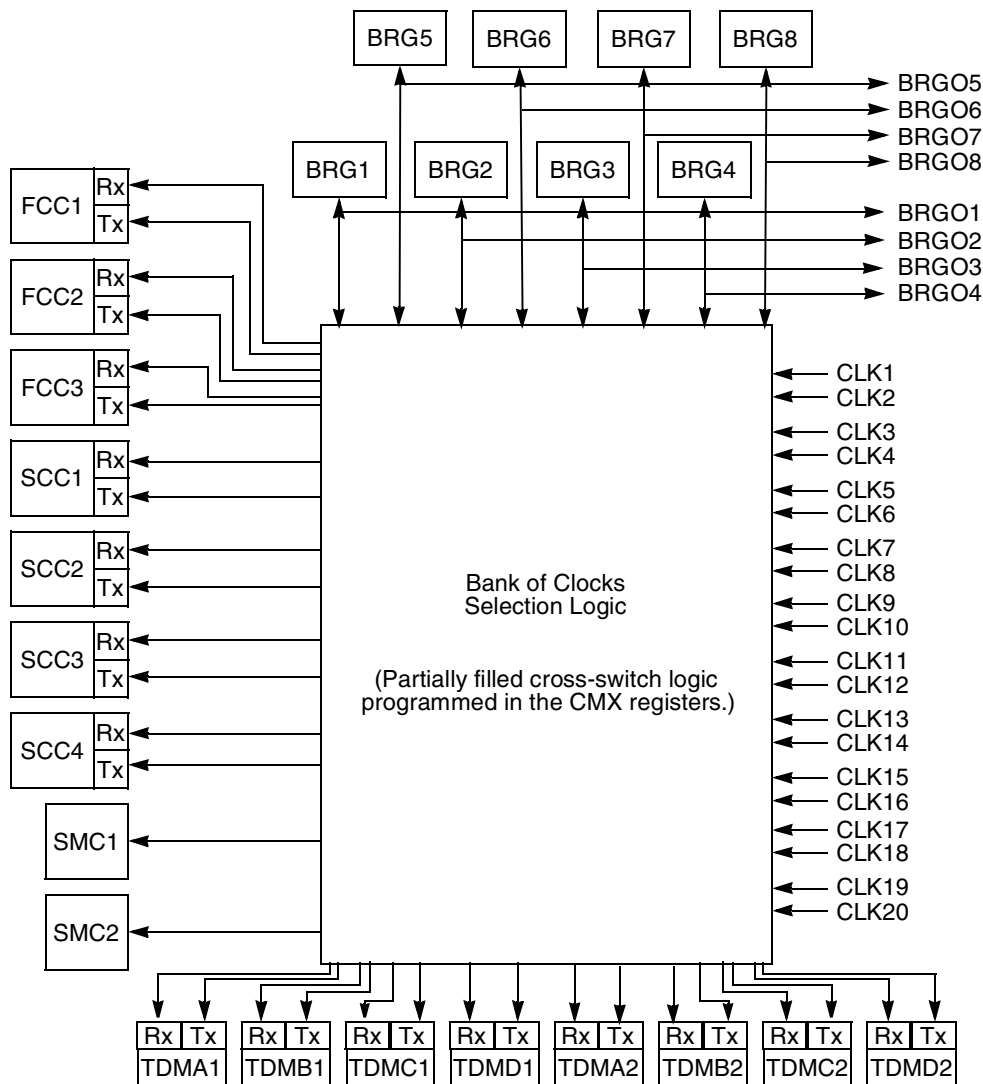 BRG5 BRG6 BRG7 BRG8
BRGO5
BRGO6
BRGO7
BRGO8
BRG1 BRG2 BRG3 BRG4
BRGO1
BRGO2
BRGO3
BRGO4
FCC1 Rx
Tx
FCC2 Rx
Tx
FCC3 Rx
Tx
SCC1 Rx
Tx
SCC2 Rx
Tx
SCC3 Rx
Tx
SCC4 Rx
Tx
SMC1
SMC2
Bank of Clocks
Selection Logic
(Partially filled cross-switch logic
programmed in the CMX registers.)
CLK1
CLK2
CLK3
CLK4
CLK5
CLK6
CLK7
CLK8
CLK9
CLK10
CLK11
CLK12
CLK13
CLK14
CLK15
CLK16
CLK17
CLK18
CLK19
CLK20
Rx Tx Rx Tx Rx Tx Rx Tx Rx Tx Rx Tx Rx Tx Rx Tx
TDMA1 TDMB1 TDMC1 TDMD1 TDMA2 TDMB2 TDMC2 TDMD2